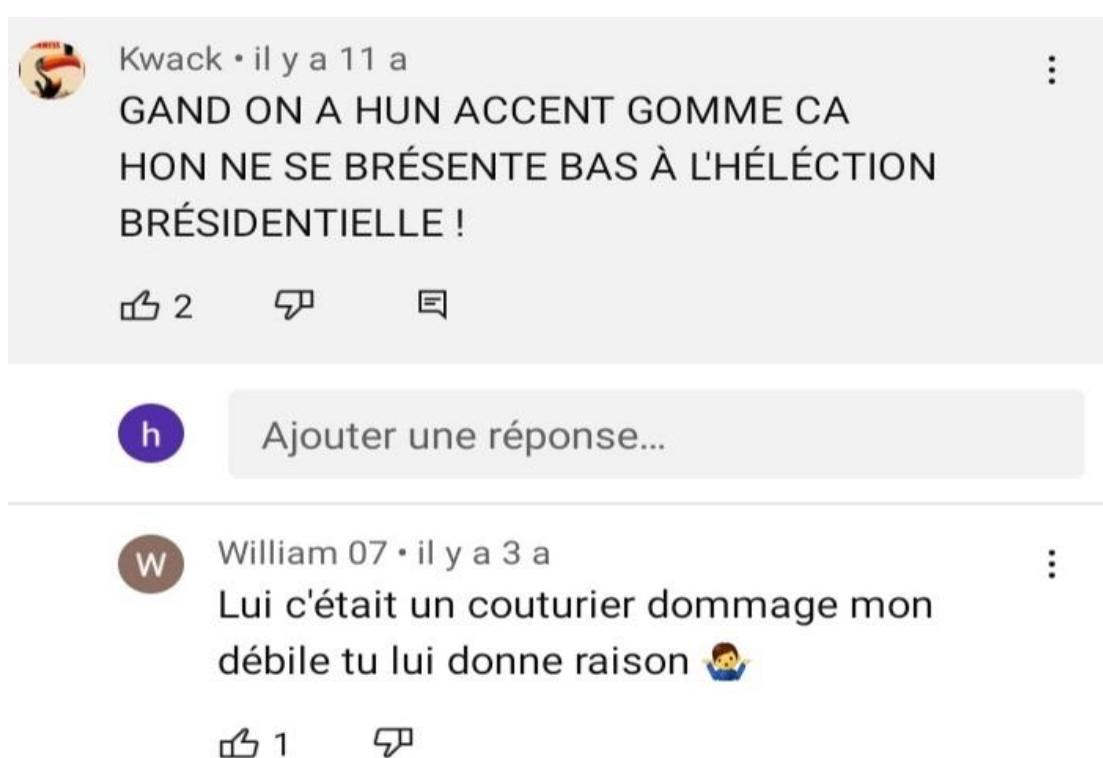 Kwack • il y a 11 a
GAND ON A HUN ACCENT GOMME CA
HON NE SE BRÉSENTE BAS À L'HÉLÉCTION
BRÉSIDENTIELLE !
2
h
Ajouter une réponse...
W
William 07 • il y a 3 a
Lui c'était un couturier dommage mon
débile tu lui donne raison 🤷‍♂️
1